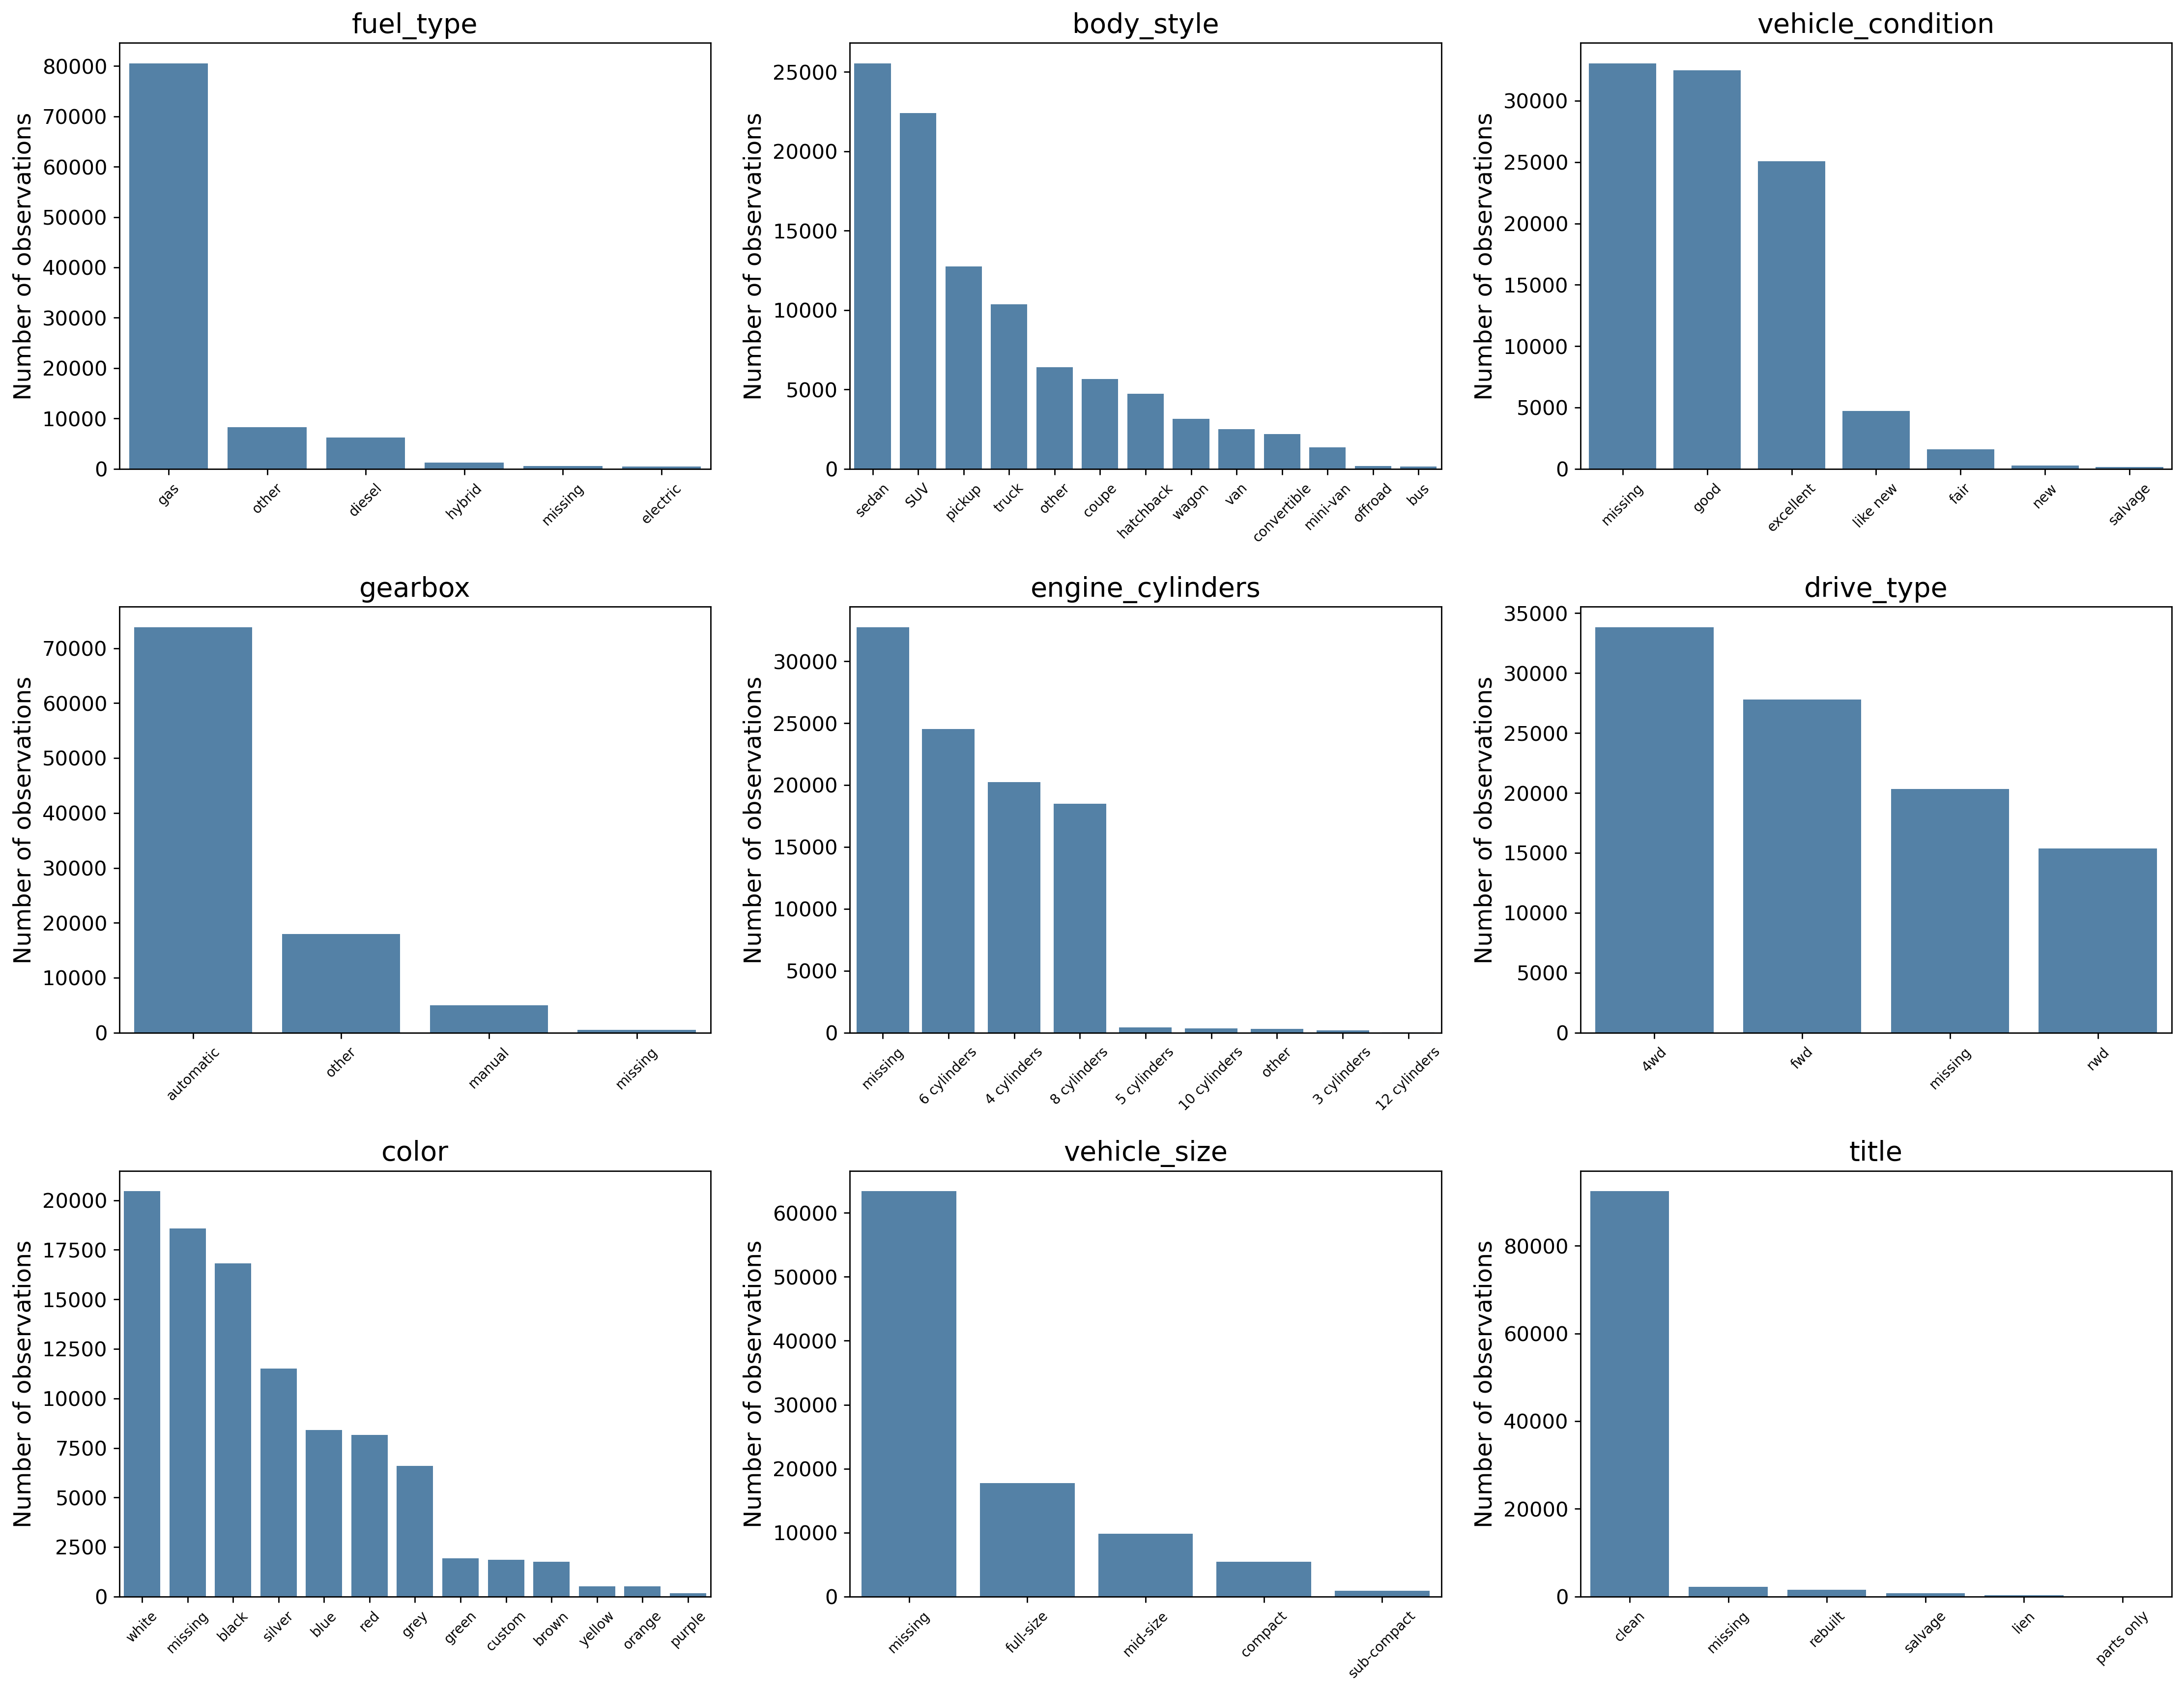 fuel_type
Number of observations
80000
70000
60000
50000
40000
30000
20000
10000
0
gas
other
diesel
hybrid
missing
electric
body_style
Number of observations
25000
20000
15000
10000
5000
0
sedan
SUV
pickup
truck
other
coupe
hatchback
wagon
van
convertible
mini-van
offroad
bus
vehicle_condition
Number of observations
30000
25000
20000
15000
10000
5000
0
missing
good
excellent
like new
fair
new
salvage
gearbox
Number of observations
70000
60000
50000
40000
30000
20000
10000
0
automatic
other
manual
missing
engine_cylinders
Number of observations
30000
25000
20000
15000
10000
5000
0
missing
6 cylinders
4 cylinders
8 cylinders
5 cylinders
10 cylinders
other
3 cylinders
12 cylinders
drive_type
Number of observations
35000
30000
25000
20000
15000
10000
5000
0
4wd
fwd
missing
rwd
color
Number of observations
20000
17500
15000
12500
10000
7500
5000
2500
0
white
missing
black
silver
blue
red
grey
green
custom
brown
yellow
orange
purple
vehicle_size
Number of observations
60000
50000
40000
30000
20000
10000
0
missing
full-size
mid-size
compact
sub-compact
title
Number of observations
80000
60000
40000
20000
0
clean
missing
rebuilt
salvage
lien
parts only